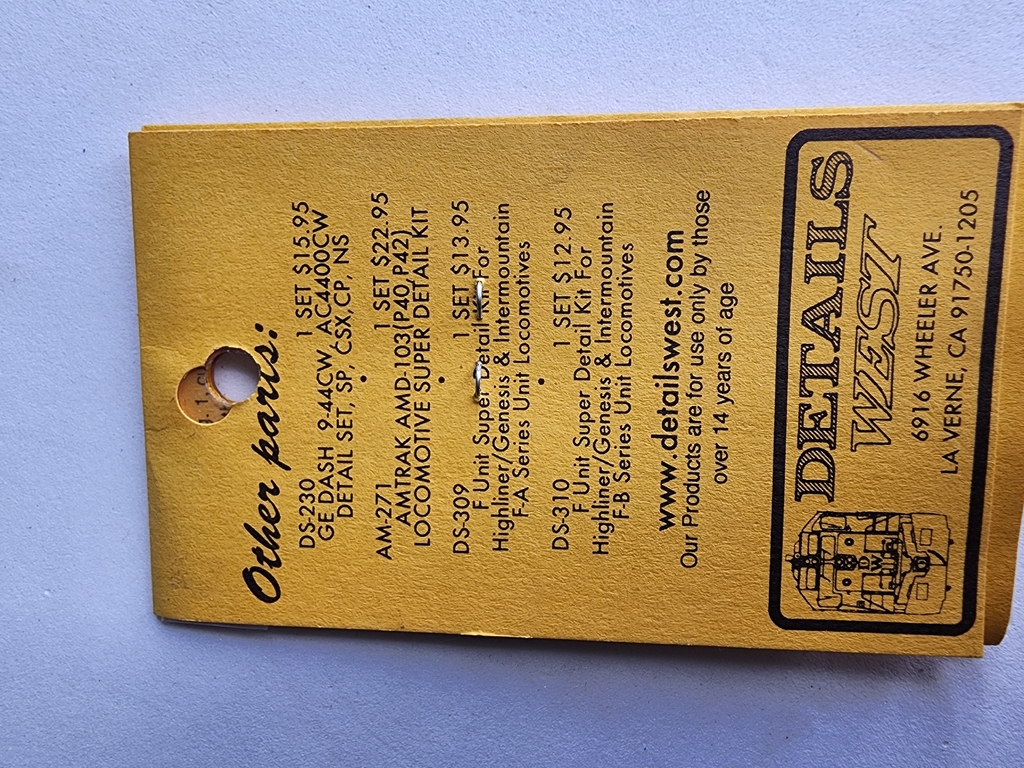 Other parts:
DS-230 1 SET $15.95
GE DASH 9-44CW AC4400CW
DETAIL SET, SP, CSX,CP, NS
•
AM-271 1 SET $22.95
AMTRAK AMD-103(P40,P42)
LOCOMOTIVE SUPER DETAIL KIT
•
DS-309 1 SET $13.95
F Unit Super Detail Kit For
Highliner/Genesis & Intermountain
F-A Series Unit Locomotives
•
DS-310 1 SET $12.95
F Unit Super Detail Kit For
Highliner/Genesis & Intermountain
F-B Series Unit Locomotives
www.detailswest.com
Our Products are for use only by those
over 14 years of age
DW
DETAILS
WEST
6916 WHEELER AVE.
LA VERNE, CA 91750-1205